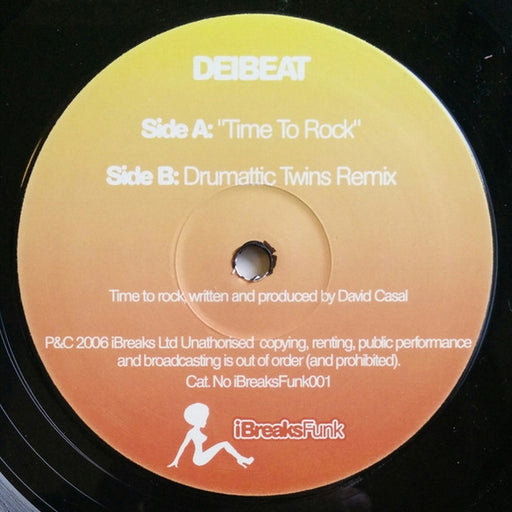 DEIBEAT
Side A: "Time To Rock"
Side B: Drumattic Twins Remix
Time to rock, written and produced by David Casal
P&C 2006 iBreaks Ltd Unathorised copying, renting, public performance
and broadcasting is out of order (and prohibited).
Cat. No iBreaksFunk001
iBreaksFunk